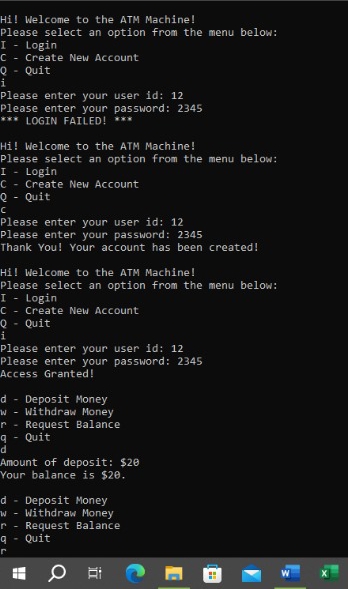 Hi! Welcome to the ATM Machine!
Please select an option from the menu below:
I - Login
C - Create New Account
Q - Quit
i
Please enter your user id: 12
Please enter your password: 2345
*** LOGIN FAILED! ***
Hi! Welcome to the ATM Machine!
Please select an option from the menu below:
I - Login
C - Create New Account
Q - Quit
c
Please enter your user id: 12
Please enter your password: 2345
Thank You! Your account has been created!
Hi! Welcome to the ATM Machine!
Please select an option from the menu below:
I - Login
C - Create New Account
Q - Quit
i
Please enter your user id: 12
Please enter your password: 2345
Access Granted!
d - Deposit Money
w - Withdraw Money
r - Request Balance
q - Quit
d
Amount of deposit: $20
Your balance is $20.
d - Deposit Money
w - Withdraw Money
r - Request Balance
q - Quit
r